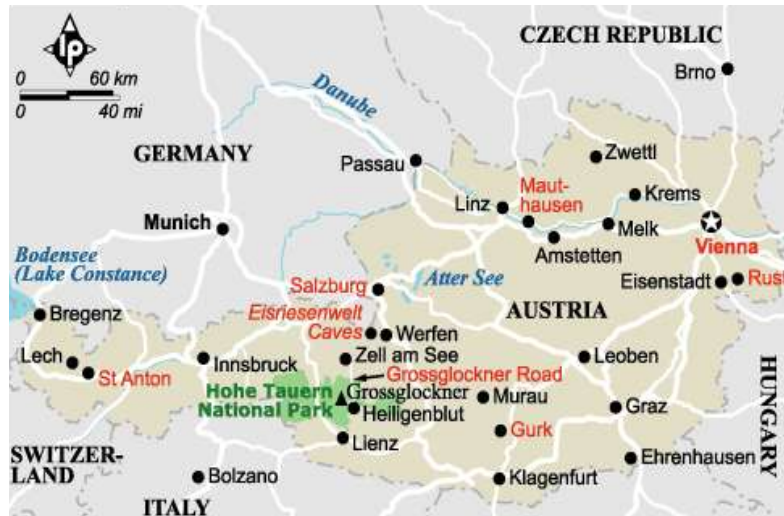 lp
0 60 km
0 40 mi
CZECH REPUBLIC
Brno
Danube
GERMANY
Passau
Zwettl
Maut-
hausen
Krems
Linz
Munich
Melk
Vienna
Amstetten
Bodensee
(Lake Constance)
Salzburg
Atter See
Eisenstadt
Rust
Eisriesenwelt
Caves
AUSTRIA
Bregenz
Werfen
Lech
St Anton
Innsbruck
Zell am See
Leoben
Grossglockner Road
HUNGARY
Hohe Tauern
National Park
Grossglockner
Heiligenblut
Murau
Graz
Gurk
Lienz
SWITZER-
LAND
Bolzano
Klagenfurt
Ehrenhausen
ITALY